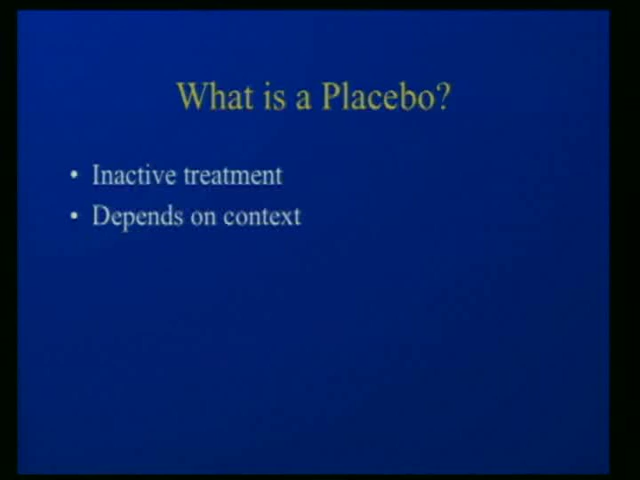 What is a Placebo?
• Inactive treatment
• Depends on context